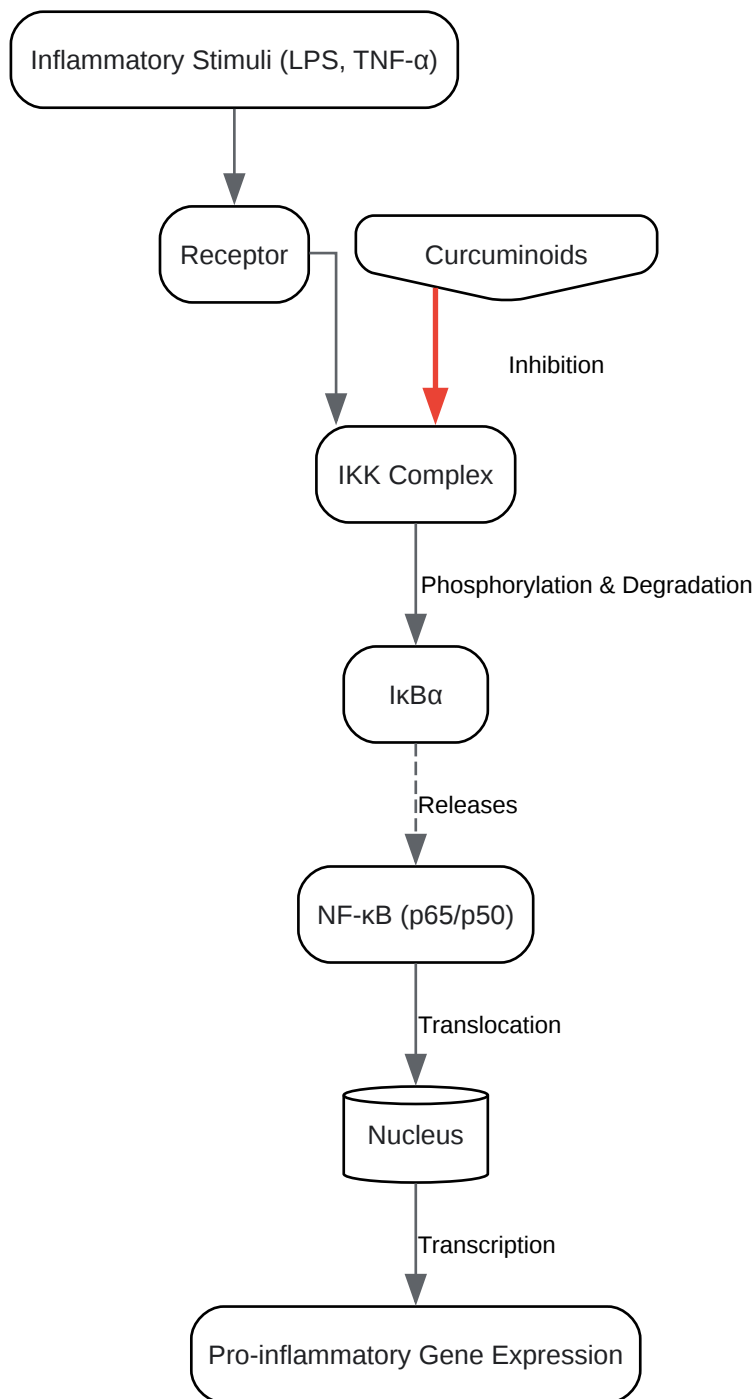 Inflammatory Stimuli (LPS, TNF-α)
Receptor
Curcuminoids
Inhibition
IKK Complex
Phosphorylation & Degradation
IκBα
Releases
NF-κB (p65/p50)
Translocation
Nucleus
Transcription
Pro-inflammatory Gene Expression